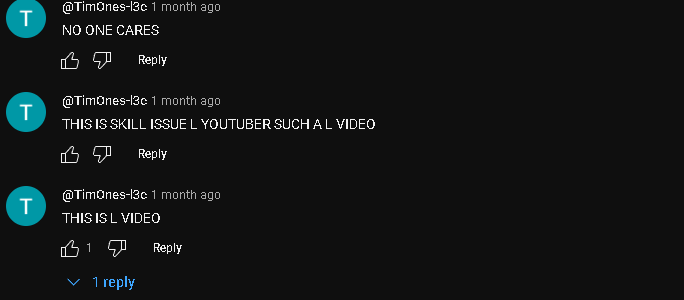 T
@TimOnes-l3c 1 month ago
NO ONE CARES
Reply
T
@TimOnes-l3c 1 month ago
THIS IS SKILL ISSUE L YOUTUBER SUCH A L VIDEO
Reply
T
@TimOnes-l3c 1 month ago
THIS IS L VIDEO
1 Reply
1 reply